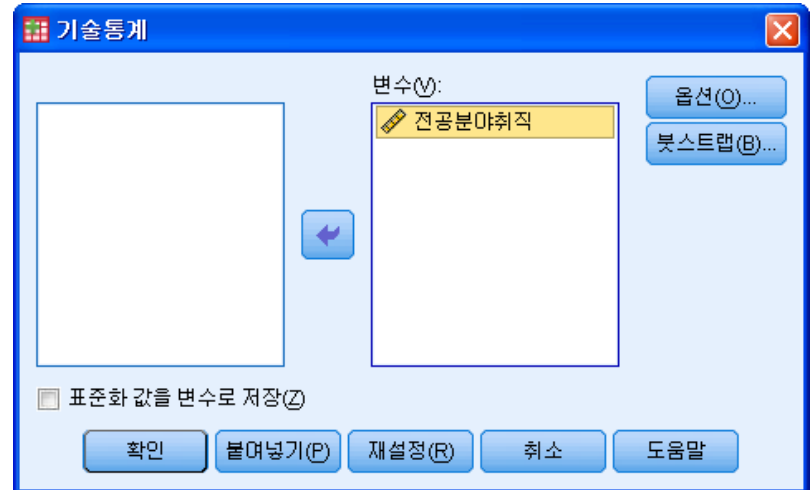 기술통계
변수(V):
전공분야취직
옵션(O)...
붓스트랩(B)...
표준화 값을 변수로 저장(Z)
확인 붙여넣기(P) 재설정(R) 취소 도움말